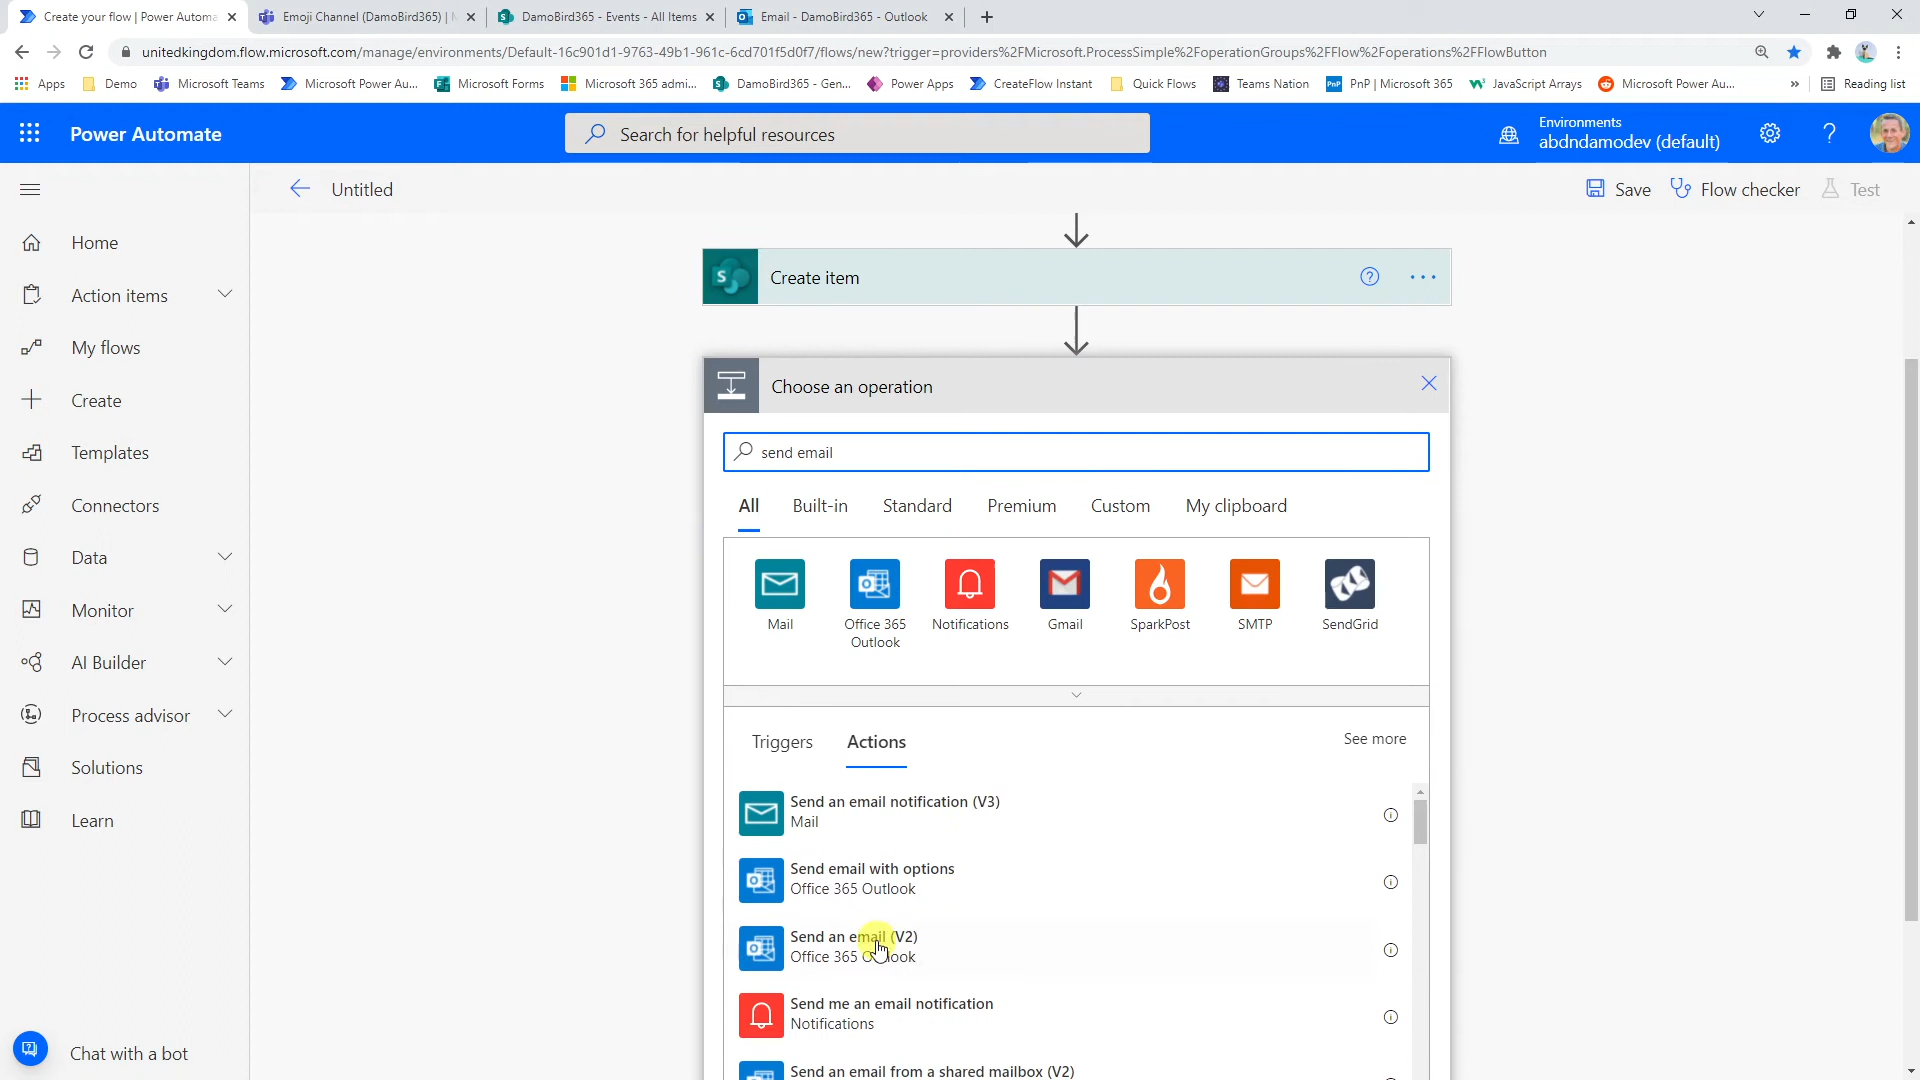 Create your flow | Power Automa
Emoji Channel (DamoBird365) |
DamoBird365 - Events - All Items
Email - DamoBird365 - Outlook
unitedkingdom.flow.microsoft.com/manage/environments/Default-16c901d1-9763-49b1-961c-6cd701f5d0f7/flows/new?trigger=providers%2FMicrosoft.ProcessSimple%2FoperationGroups%2FFlow%2Foperations%2FFlowButton
Apps
Demo
Microsoft Teams
Microsoft Power Au...
Microsoft Forms
Microsoft 365 admi...
DamoBird365 - Gen...
Power Apps
CreateFlow Instant
Quick Flows
Teams Nation
PnP | Microsoft 365
JavaScript Arrays
Microsoft Power Au...
Reading list
Power Automate
Search for helpful resources
Environments
abdndamodev (default)
Untitled
Save
Flow checker
Test
Home
Action items
My flows
Create
Templates
Connectors
Data
Monitor
AI Builder
Process advisor
Solutions
Learn
Chat with a bot
Create item
Choose an operation
send email
All
Built-in
Standard
Premium
Custom
My clipboard
Mail
Office 365
Outlook
Notifications
Gmail
SparkPost
SMTP
SendGrid
Triggers
Actions
See more
Send an email notification (V3)
Mail
Send email with options
Office 365 Outlook
Send an email (V2)
Office 365 Outlook
Send me an email notification
Notifications
Send an email from a shared mailbox (V2)